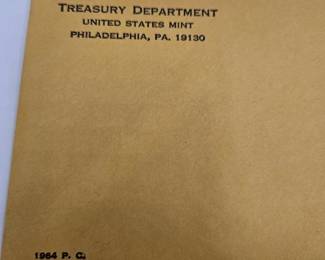 TREASURY DEPARTMENT
UNITED STATES MINT
PHILADELPHIA, PA. 19130
1964 P. C.